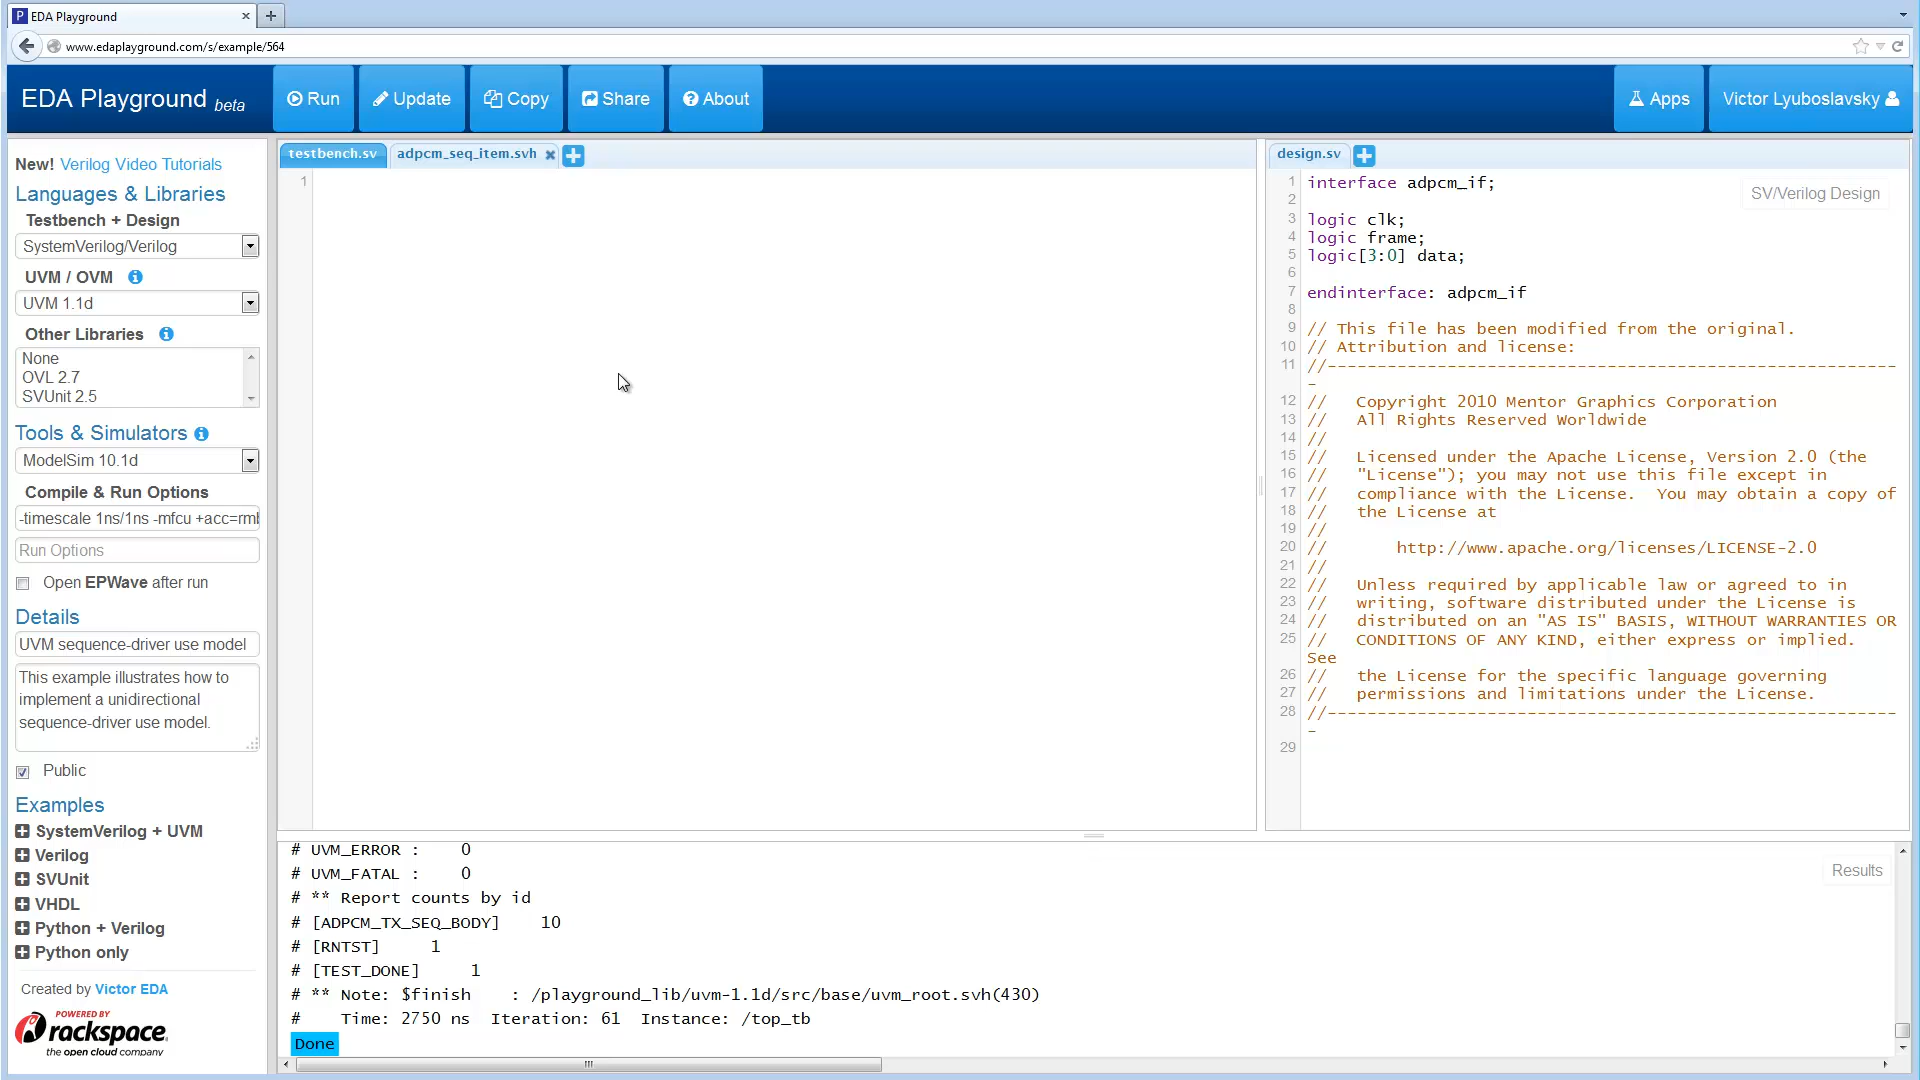 EDA Playground
www.edaplayground.com/s/example/564
EDA Playground beta
Run
Update
Copy
Share
About
Apps
Victor Lyuboslavsky
New! Verilog Video Tutorials
Languages & Libraries
Testbench + Design
SystemVerilog/Verilog
UVM / OVM
UVM 1.1d
Other Libraries
None
OVL 2.7
SVUnit 2.5
Tools & Simulators
ModelSim 10.1d
Compile & Run Options
-timescale 1ns/1ns -mfcu +acc=rmb
Run Options
Open EPWave after run
Details
UVM sequence-driver use model
This example illustrates how to
implement a unidirectional
sequence-driver use model.
Public
Examples
SystemVerilog + UVM
Verilog
SVUnit
VHDL
Python + Verilog
Python only
Created by Victor EDA
POWERED BY
rackspace.
the open cloud company
testbench.sv
adpcm_seq_item.svh
1
design.sv
SV/Verilog Design
1 interface adpcm_if;
2
3 logic clk;
4 logic frame;
5 logic[3:0] data;
6
7 endinterface: adpcm_if
8
9 // This file has been modified from the original.
10 // Attribution and license:
11 //---------------------------------------------------------
-
12 //   Copyright 2010 Mentor Graphics Corporation
13 //   All Rights Reserved Worldwide
14 //
15 //   Licensed under the Apache License, Version 2.0 (the
16 //   "License"); you may not use this file except in
17 //   compliance with the License.  You may obtain a copy of
18 //   the License at
19 //
20 //       http://www.apache.org/licenses/LICENSE-2.0
21 //
22 //   Unless required by applicable law or agreed to in
23 //   writing, software distributed under the License is
24 //   distributed on an "AS IS" BASIS, WITHOUT WARRANTIES OR
25 //   CONDITIONS OF ANY KIND, either express or implied.
See
26 //   the License for the specific language governing
27 //   permissions and limitations under the License.
28 //---------------------------------------------------------
-
29
Results
# UVM_ERROR :    0
# UVM_FATAL :    0
# ** Report counts by id
# [ADPCM_TX_SEQ_BODY]    10
# [RNTST]     1
# [TEST_DONE]     1
# ** Note: $finish    : /playground_lib/uvm-1.1d/src/base/uvm_root.svh(430)
#    Time: 2750 ns  Iteration: 61  Instance: /top_tb
Done